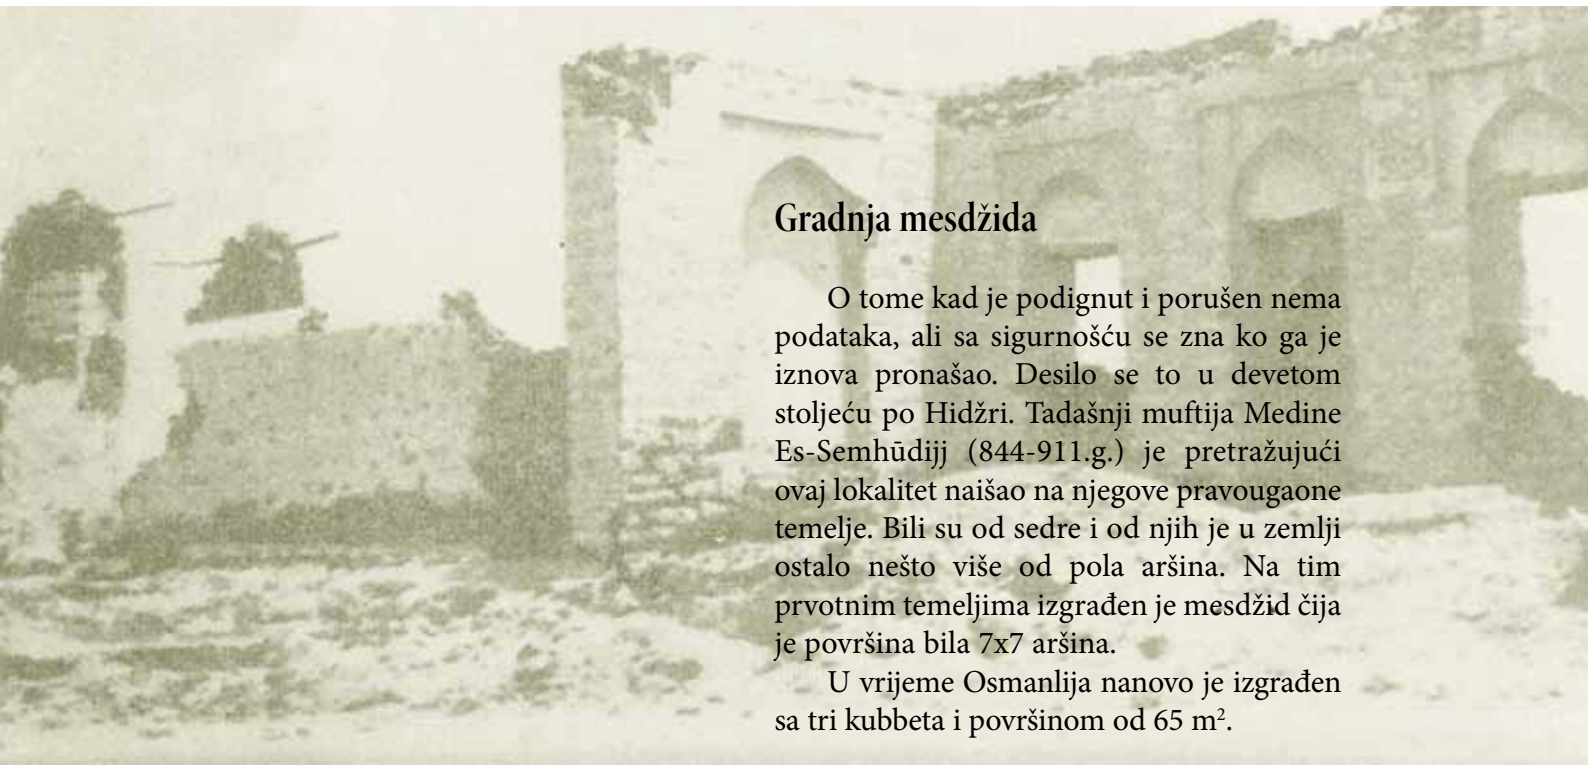 Gradnja mesdžida
O tome kad je podignut i porušen nema
podataka, ali sa sigurnošću se zna ko ga je
iznova pronašao. Desilo se to u devetom
stoljeću po Hidžri. Tadašnji muftija Medine
Es-Semhūdijj (844-911.g.) je pretražujući
ovaj lokalitet naišao na njegove pravougaone
temelje. Bili su od sedre i od njih je u zemlji
ostalo nešto više od pola aršina. Na tim
prvotnim temeljima izgrađen je mesdžid čija
je površina bila 7x7 aršina.
U vrijeme Osmanlija nanovo je izgrađen
sa tri kubbeta i površinom od 65 m².